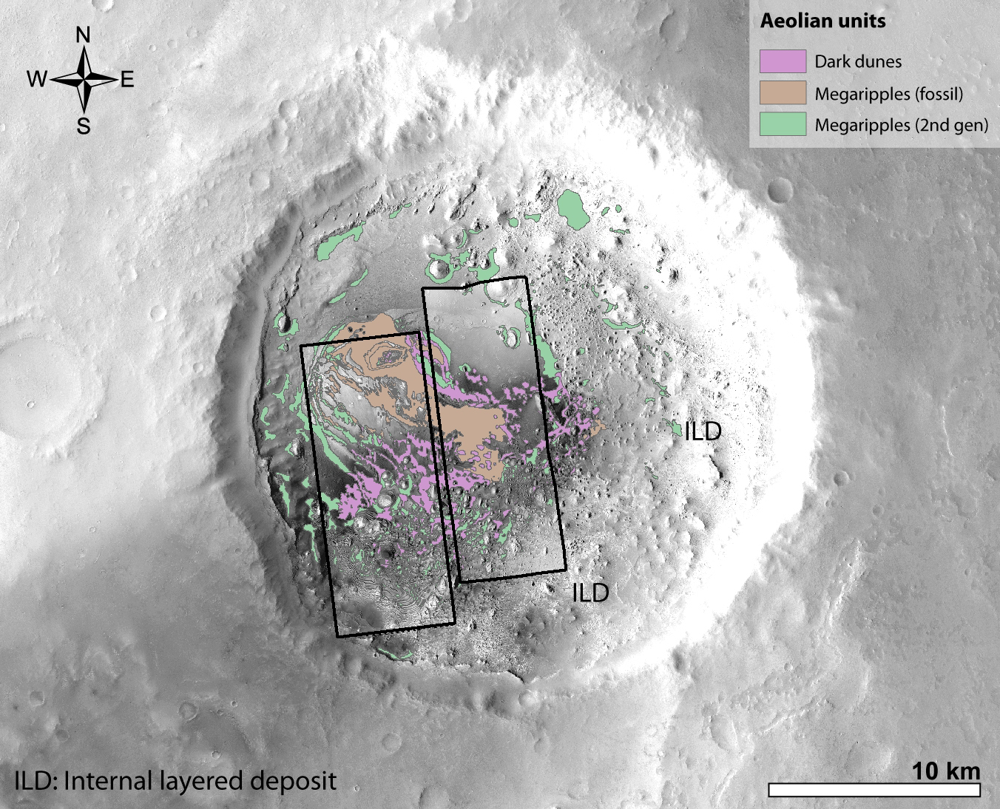 Aeolian units
Dark dunes
Megaripples (fossil)
Megaripples (2nd gen)
N
W E
S
ILD
ILD
ILD: Internal layered deposit
10 km